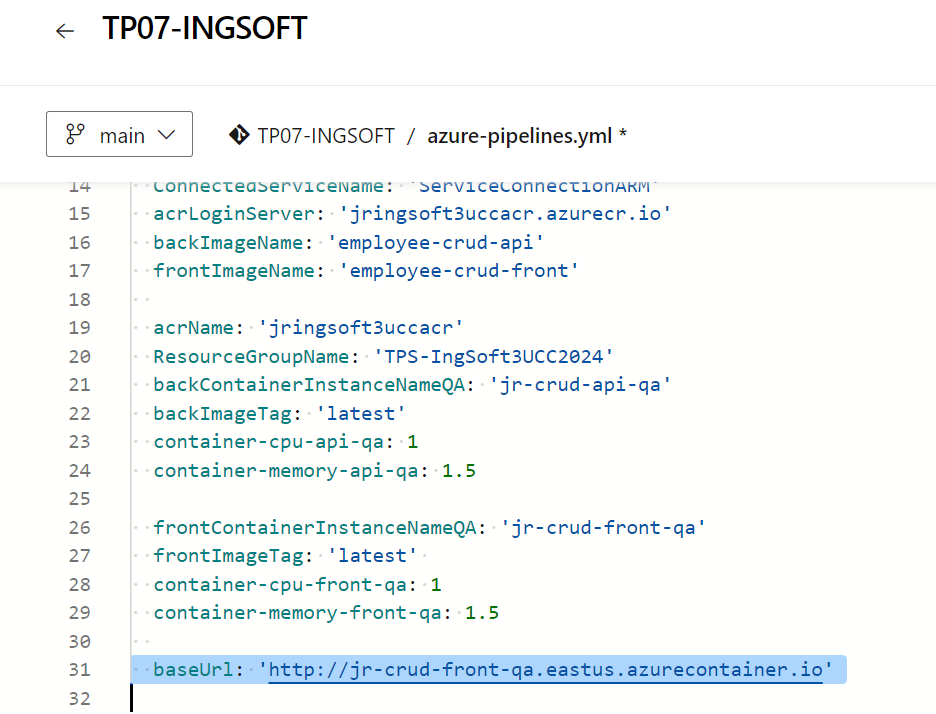 ← TP07-INGSOFT
main TP07-INGSOFT / azure-pipelines.yml *
14 ConnectedServiceName: 'ServiceConnectionARM'
15 acrLoginServer: 'jringsoft3uccacr.azurecr.io'
16 backImageName: 'employee-crud-api'
17 frontImageName: 'employee-crud-front'
18
19 acrName: 'jringsoft3uccacr'
20 ResourceGroupName: 'TPS-IngSoft3UCC2024'
21 backContainerInstanceNameQA: 'jr-crud-api-qa'
22 backImageTag: 'latest'
23 container-cpu-api-qa: 1
24 container-memory-api-qa: 1.5
25
26 frontContainerInstanceNameQA: 'jr-crud-front-qa'
27 frontImageTag: 'latest'
28 container-cpu-front-qa: 1
29 container-memory-front-qa: 1.5
30
31 baseUrl: 'http://jr-crud-front-qa.eastus.azurecontainer.io'
32